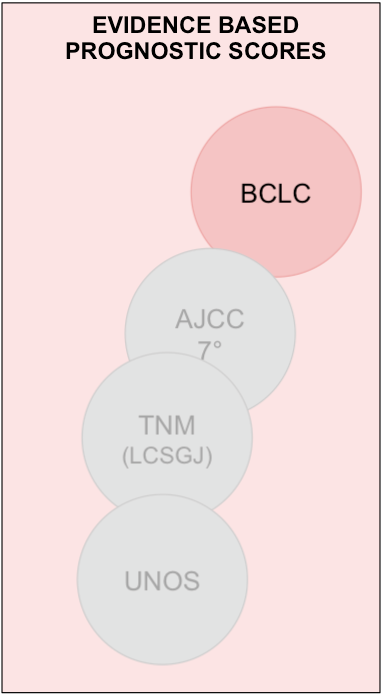 EVIDENCE BASED
PROGNOSTIC SCORES
BCLC
AJCC
7°
TNM
(LCSGJ)
UNOS